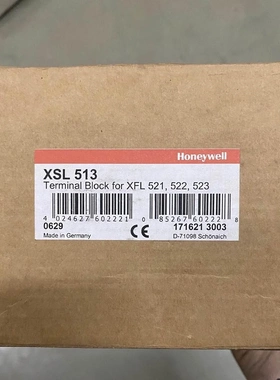 Honeywell
XSL 513
Terminal Block for XFL 521, 522, 523
4 024627 602221 0 85267 60222 8
0629 171621 3003
Made in Germany D-71098 Schönaich